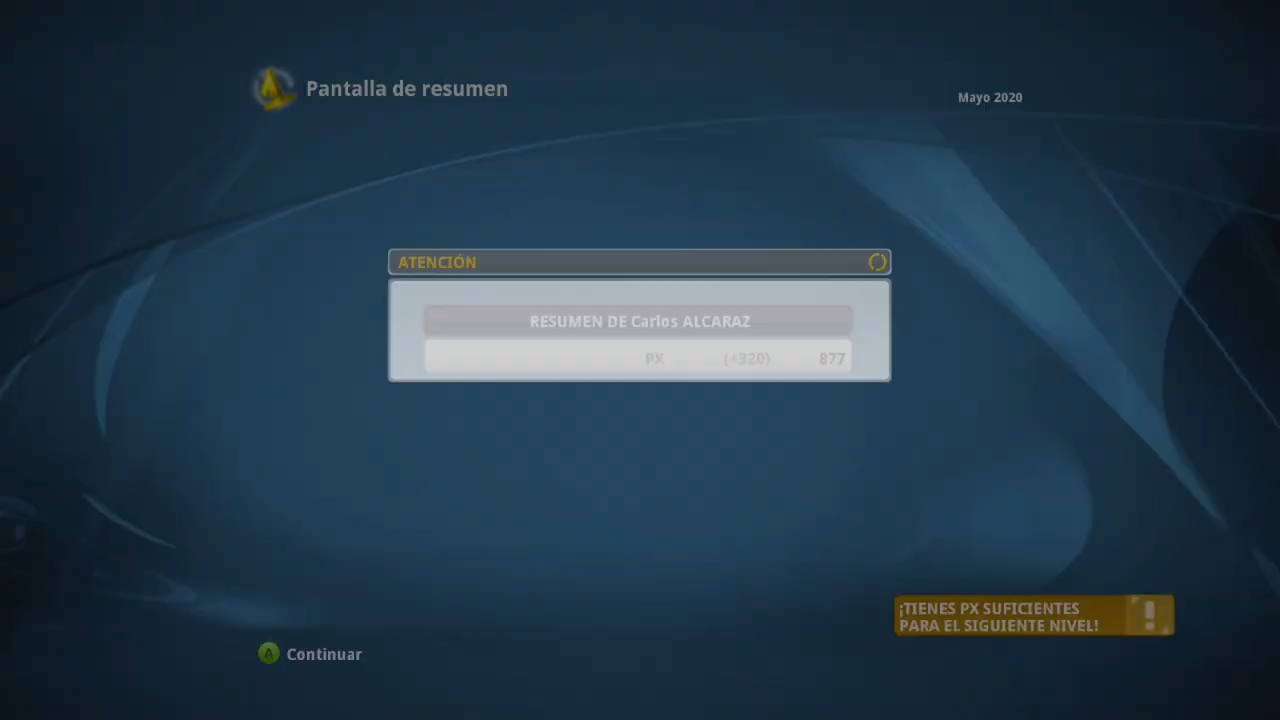 Pantalla de resumen
Mayo 2020
ATENCIÓN
RESUMEN DE Carlos ALCARAZ
PX (+320) 877
¡TIENES PX SUFICIENTES
PARA EL SIGUIENTE NIVEL!
A Continuar